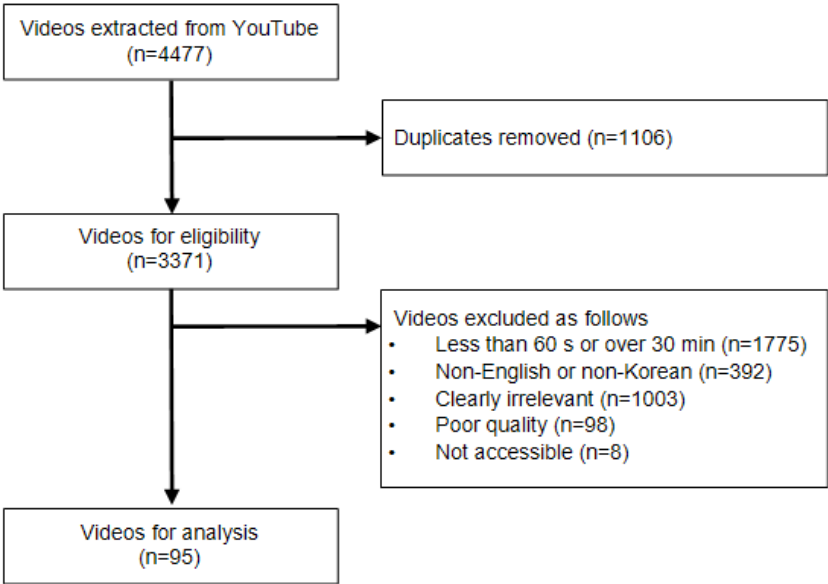 Videos extracted from YouTube
(n=4477)
Duplicates removed (n=1106)
Videos for eligibility
(n=3371)
Videos excluded as follows
• Less than 60 s or over 30 min (n=1775)
• Non-English or non-Korean (n=392)
• Clearly irrelevant (n=1003)
• Poor quality (n=98)
• Not accessible (n=8)
Videos for analysis
(n=95)